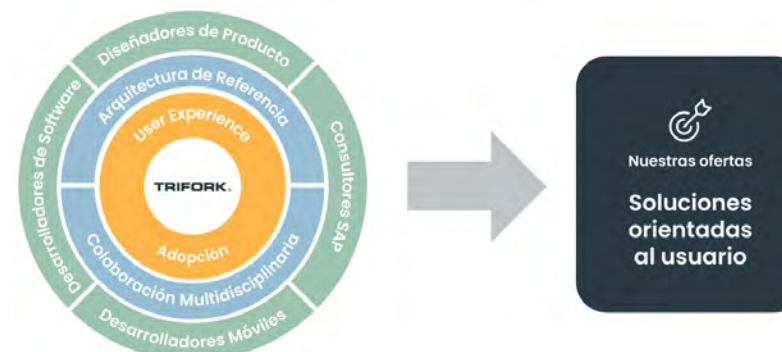 Diseñadores de Producto
Arquitectura de Referencia
User Experience
TRIFORK.
Adopción
Colaboración Multidisciplinaria
Desarrolladores Móviles
Desarrolladores de Software
Consultores SAP
Nuestras ofertas
Soluciones
orientadas
al usuario